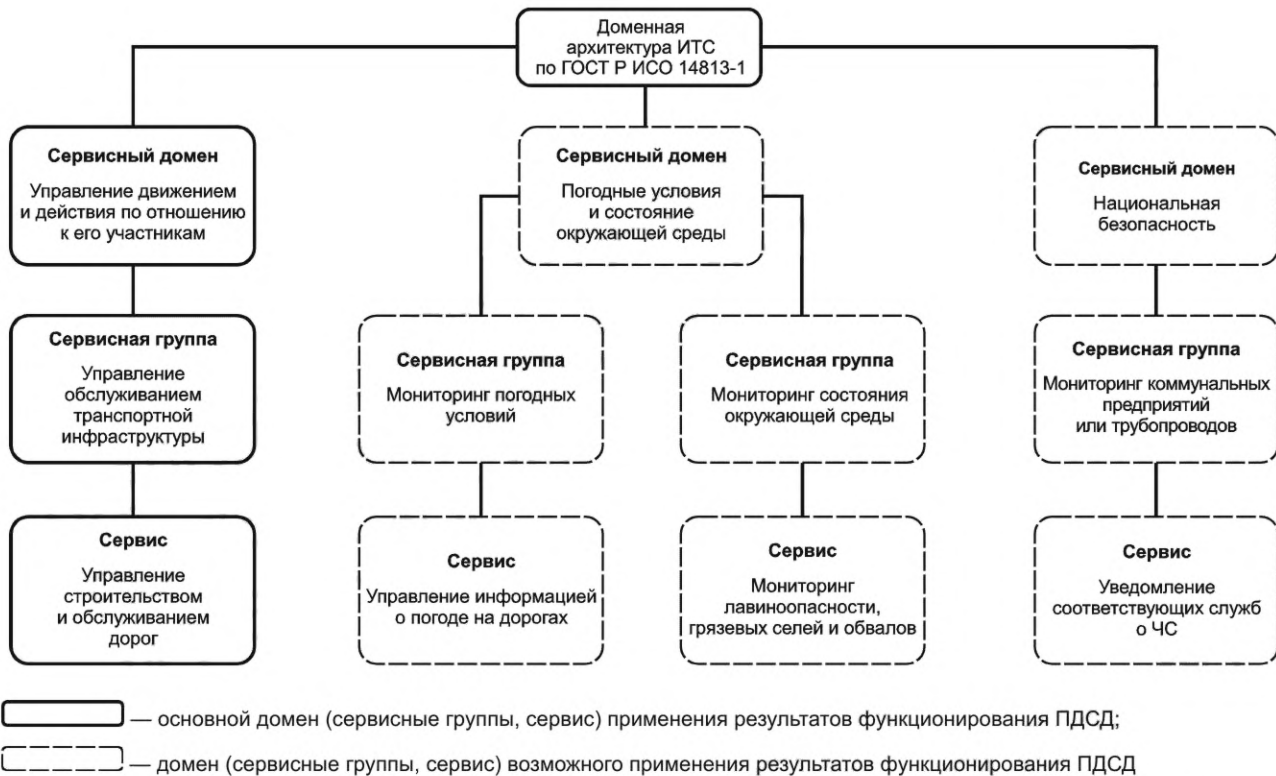 Доменная
архитектура ИТС
по ГОСТ Р ИСО 14813-1
Сервисный домен
Управление движением
и действия по отношению
к его участникам
Сервисный домен
Погодные условия
и состояние
окружающей среды
Сервисный домен
Национальная
безопасность
Сервисная группа
Управление
обслуживанием
транспортной
инфраструктуры
Сервисная группа
Мониторинг погодных
условий
Сервисная группа
Мониторинг состояния
окружающей среды
Сервисная группа
Мониторинг коммунальных
предприятий
или трубопроводов
Сервис
Управление
строительством
и обслуживанием
дорог
Сервис
Управление информацией
о погоде на дорогах
Сервис
Мониторинг
лавиноопасности,
грязевых селей и обвалов
Сервис
Уведомление
соответствующих служб
о ЧС
— основной домен (сервисные группы, сервис) применения результатов функционирования ПДСД;
— домен (сервисные группы, сервис) возможного применения результатов функционирования ПДСД